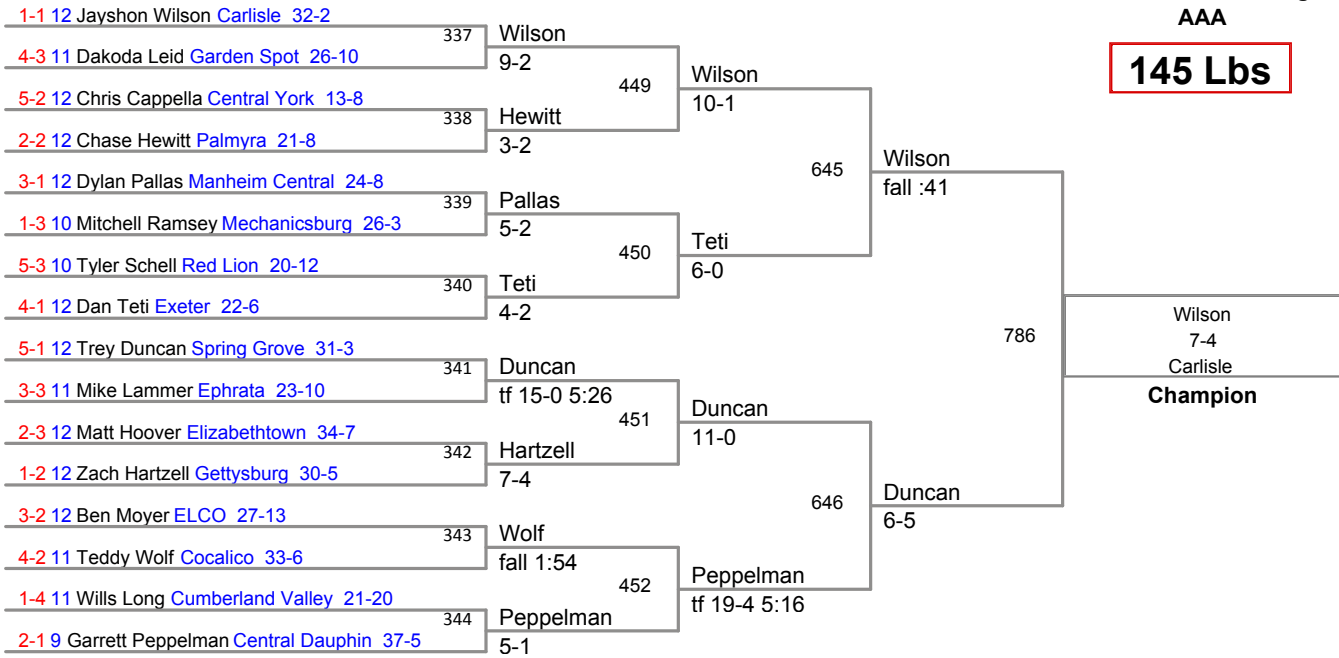 AAA
145 Lbs
1-1 12 Jayshon Wilson Carlisle 32-2
4-3 11 Dakoda Leid Garden Spot 26-10
5-2 12 Chris Cappella Central York 13-8
2-2 12 Chase Hewitt Palmyra 21-8
3-1 12 Dylan Pallas Manheim Central 24-8
1-3 10 Mitchell Ramsey Mechanicsburg 26-3
5-3 10 Tyler Schell Red Lion 20-12
4-1 12 Dan Teti Exeter 22-6
5-1 12 Trey Duncan Spring Grove 31-3
3-3 11 Mike Lammer Ephrata 23-10
2-3 12 Matt Hoover Elizabethtown 34-7
1-2 12 Zach Hartzell Gettysburg 30-5
3-2 12 Ben Moyer ELCO 27-13
4-2 11 Teddy Wolf Cocalico 33-6
1-4 11 Wills Long Cumberland Valley 21-20
2-1 9 Garrett Peppelman Central Dauphin 37-5
337
Wilson
9-2
338
Hewitt
3-2
339
Pallas
5-2
340
Teti
4-2
341
Duncan
tf 15-0 5:26
342
Hartzell
7-4
343
Wolf
fall 1:54
344
Peppelman
5-1
449
Wilson
10-1
450
Teti
6-0
451
Duncan
11-0
452
Peppelman
tf 19-4 5:16
645
Wilson
fall :41
646
Duncan
6-5
786
Wilson
7-4
Carlisle
Champion